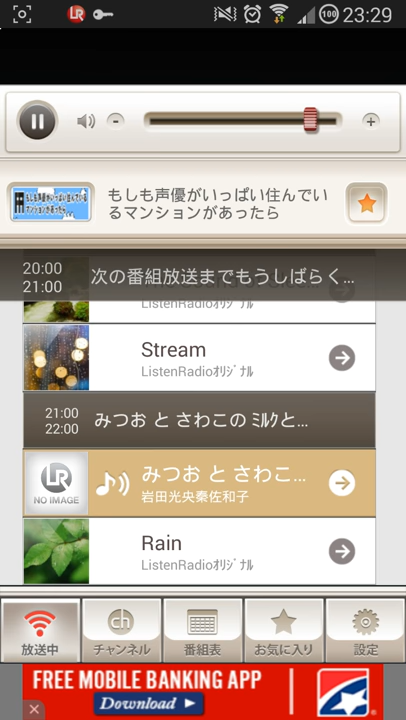 LR
100
23:29
-
+
もしも声優がいっぱい住んでい
るマンションがあったら
20:00
21:00
次の番組放送までもうしばらく…
ListenRadioｵﾘｼﾞﾅﾙ
Stream
ListenRadioｵﾘｼﾞﾅﾙ
21:00
22:00
みつお と さわこの ﾐﾙｸと…
LR
NO IMAGE
みつお と さわこ…
岩田光央秦佐和子
Rain
ListenRadioｵﾘｼﾞﾅﾙ
放送中
ch
チャンネル
番組表
お気に入り
設定
FREE MOBILE BANKING APP
Download